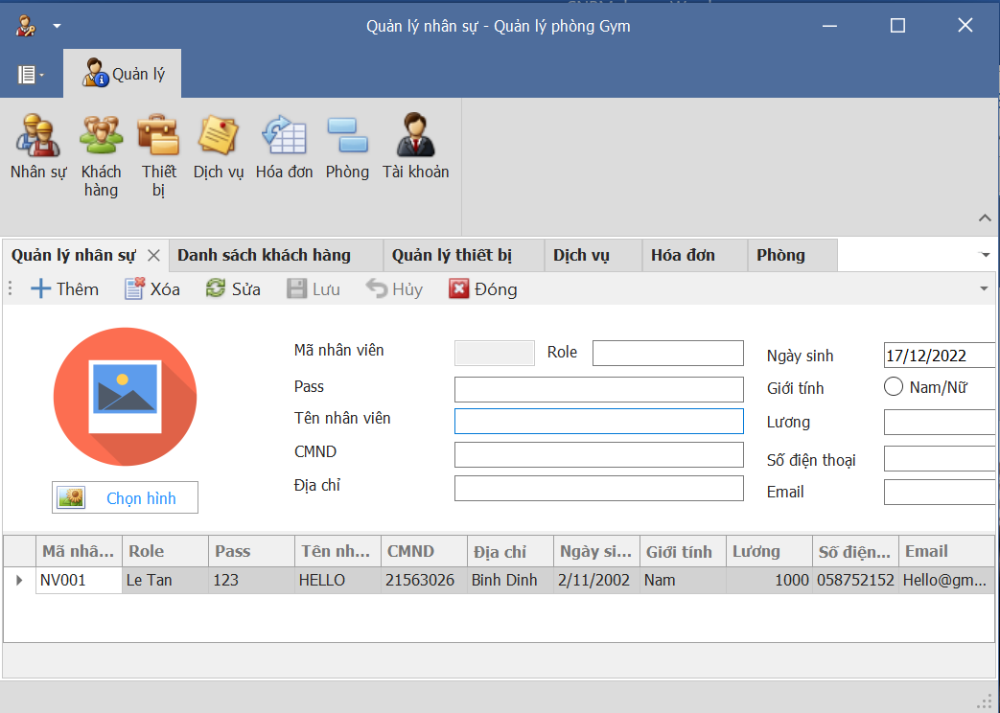 Quản lý nhân sự - Quản lý phòng Gym
Quản lý
Nhân sự
Khách hàng
Thiết bị
Dịch vụ
Hóa đơn
Phòng
Tài khoản
Quản lý nhân sự
Danh sách khách hàng
Quản lý thiết bị
Dịch vụ
Hóa đơn
Phòng
Thêm
Xóa
Sửa
Lưu
Hủy
Đóng
Mã nhân viên
Role
Ngày sinh
17/12/2022
Pass
Giới tính
Nam/Nữ
Tên nhân viên
Lương
CMND
Số điện thoại
Địa chỉ
Email
Chọn hình
Mã nhâ... Role Pass Tên nh... CMND Địa chỉ Ngày si... Giới tính Lương Số điện... Email
NV001 Le Tan 123 HELLO 21563026 Binh Dinh 2/11/2002 Nam 1000 058752152 Hello@gm...